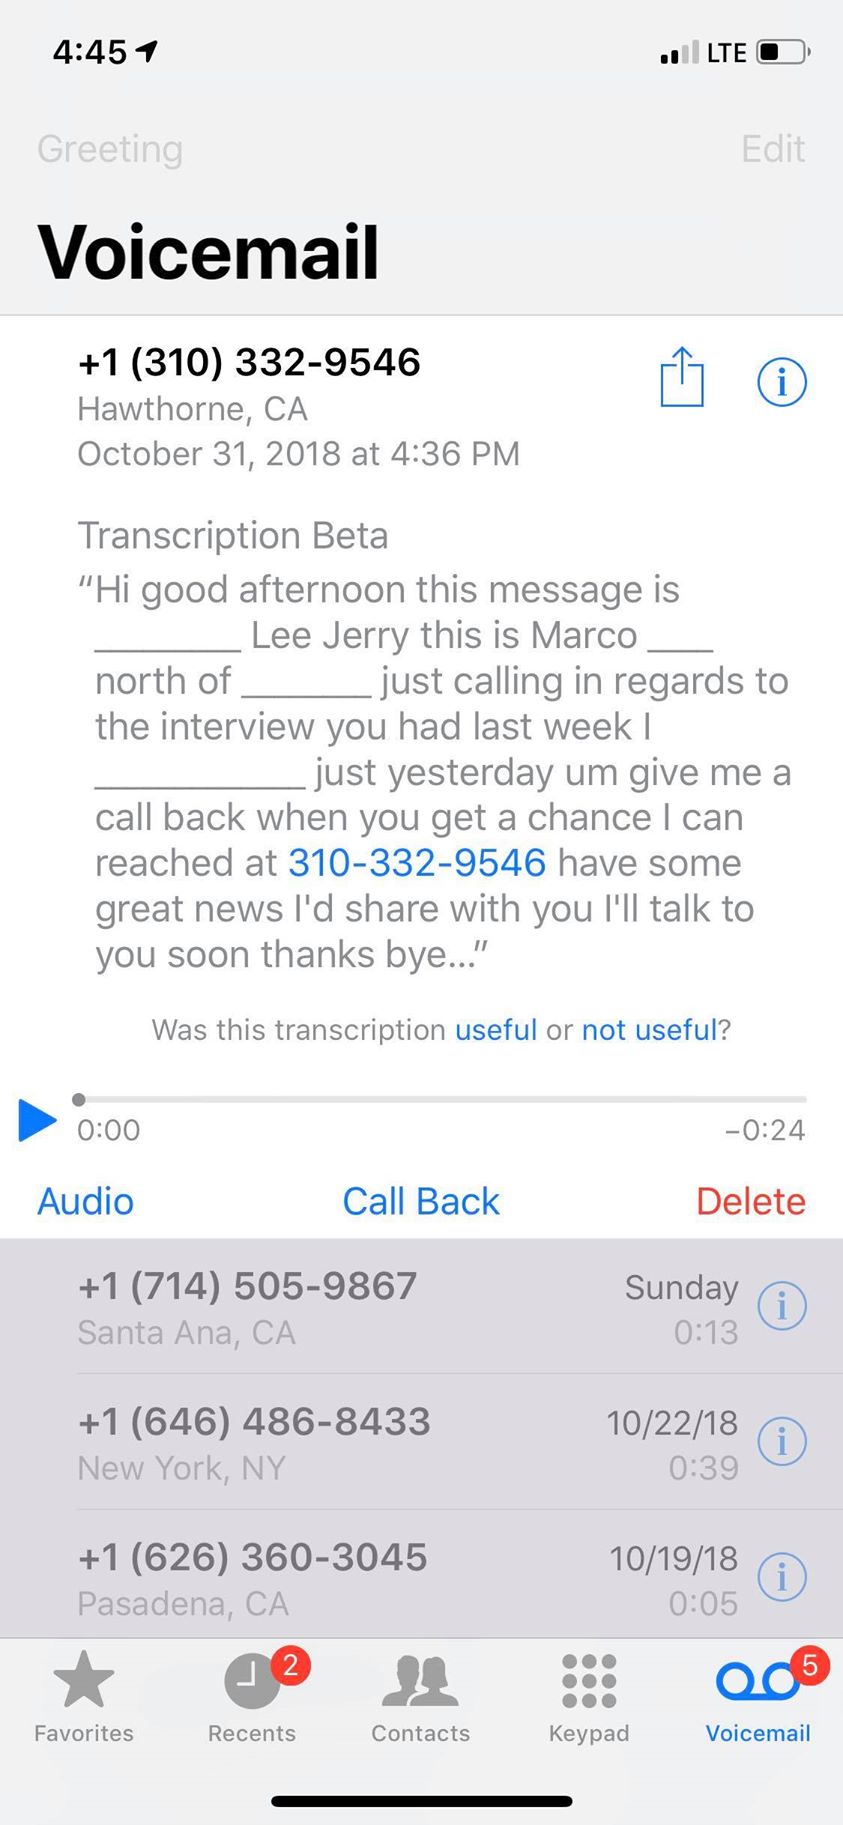 4:45
LTE
Greeting
Edit
Voicemail
+1 (310) 332-9546
Hawthorne, CA
October 31, 2018 at 4:36 PM
Transcription Beta
“Hi good afternoon this message is
________ Lee Jerry this is Marco ____
north of _______ just calling in regards to
the interview you had last week I
____________ just yesterday um give me a
call back when you get a chance I can
reached at 310-332-9546 have some
great news I'd share with you I'll talk to
you soon thanks bye...”
Was this transcription useful or not useful?
0:00
–0:24
Audio
Call Back
Delete
+1 (714) 505-9867
Sunday
Santa Ana, CA
0:13
+1 (646) 486-8433
10/22/18
New York, NY
0:39
+1 (626) 360-3045
10/19/18
Pasadena, CA
0:05
2
5
Favorites
Recents
Contacts
Keypad
Voicemail